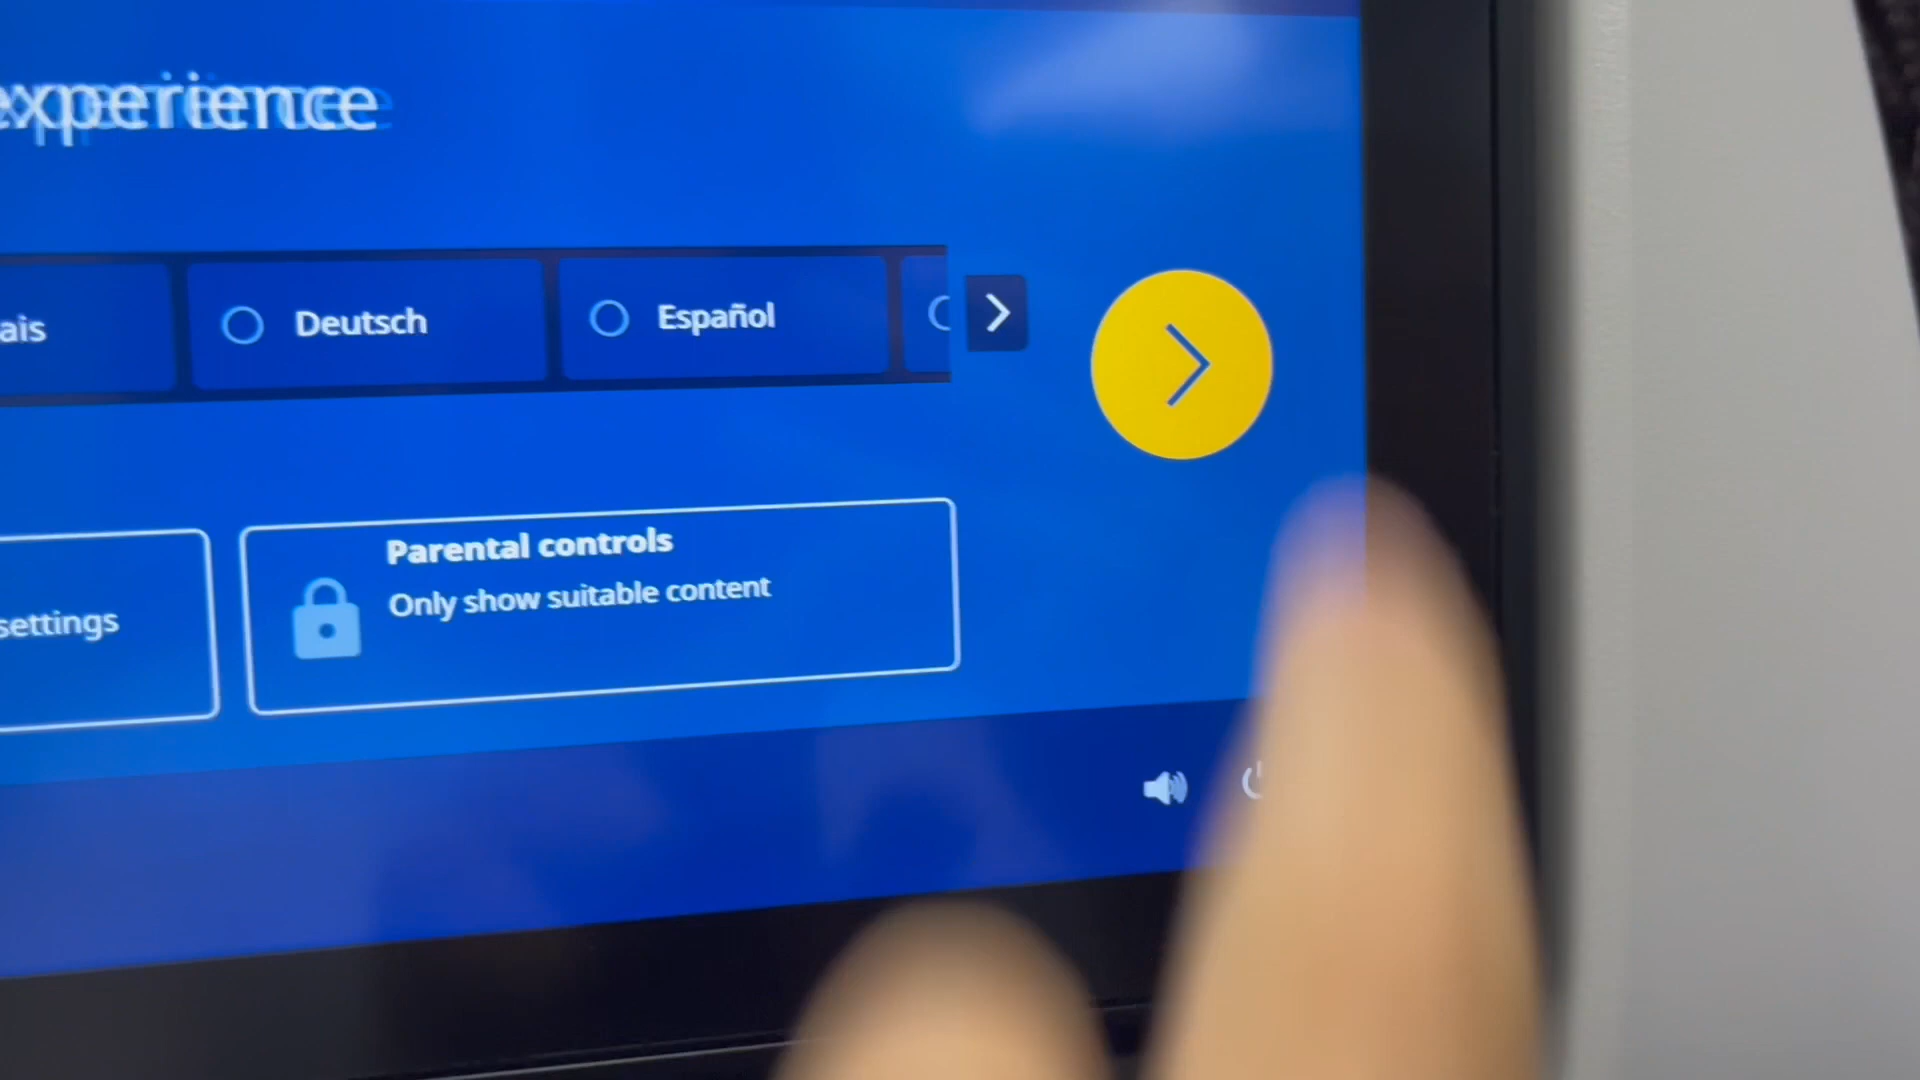 experience
ais
Deutsch
Español
Parental controls
Only show suitable content
settings